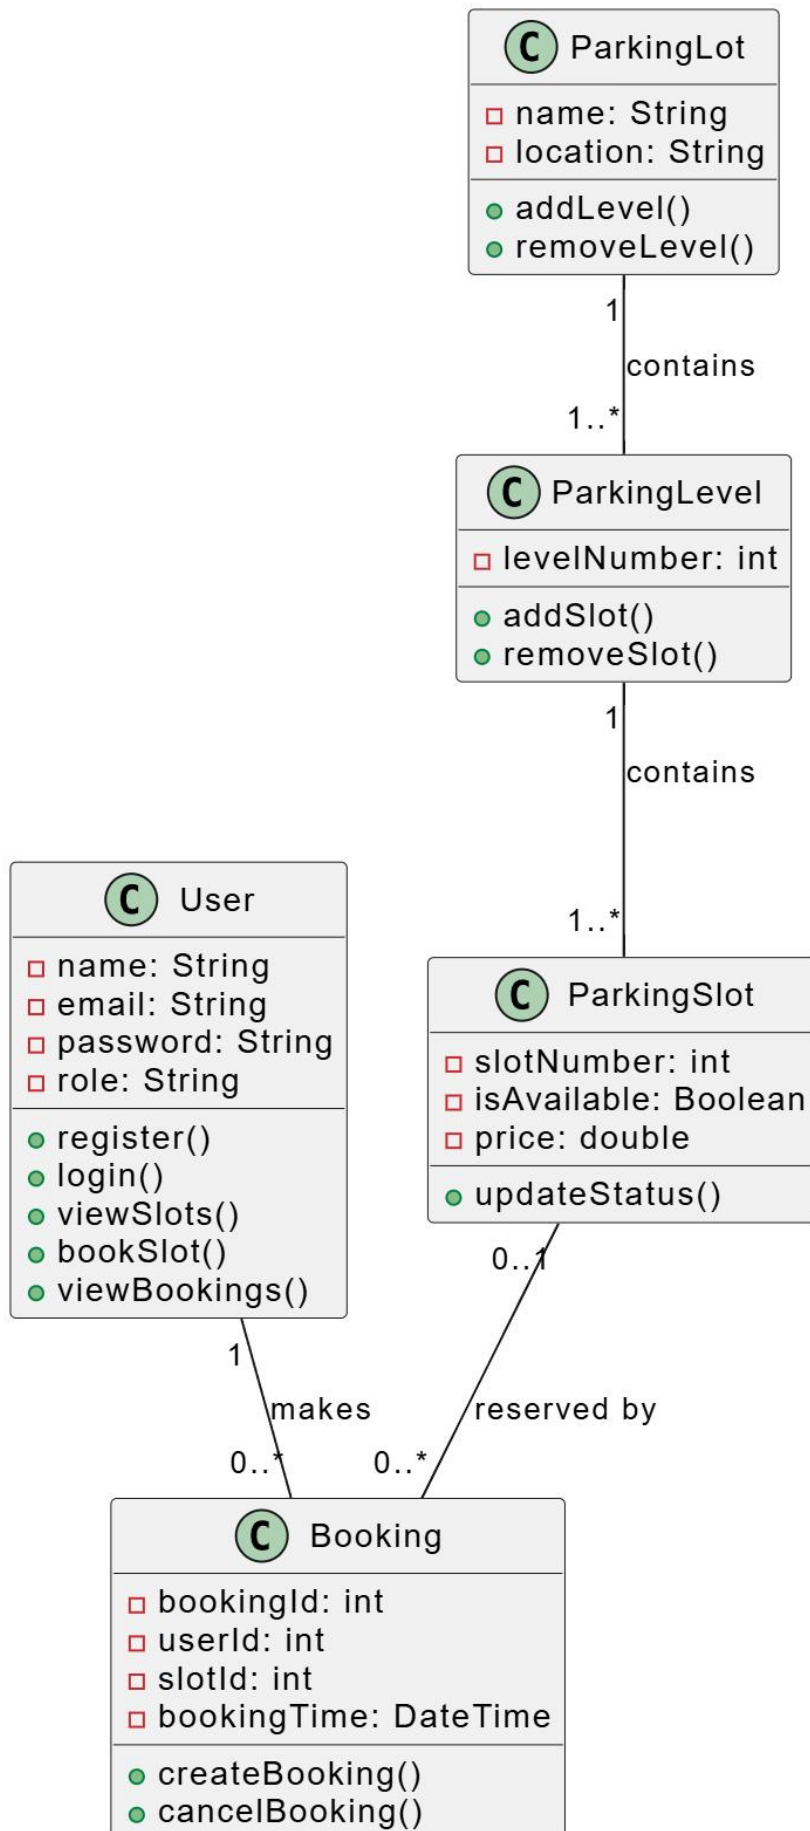 C ParkingLot
name: String
location: String
addLevel()
removeLevel()
1
contains
1..*
C ParkingLevel
levelNumber: int
addSlot()
removeSlot()
1
contains
1..*
C User
name: String
email: String
password: String
role: String
register()
login()
viewSlots()
bookSlot()
viewBookings()
C ParkingSlot
slotNumber: int
isAvailable: Boolean
price: double
updateStatus()
1
makes
0..*
0..1
reserved by
0..*
C Booking
bookingId: int
userId: int
slotId: int
bookingTime: DateTime
createBooking()
cancelBooking()